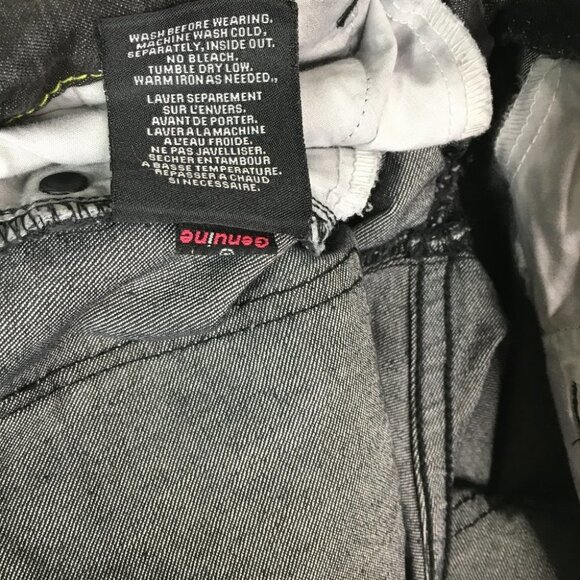 WASH BEFORE WEARING.
MACHINE WASH COLD,
SEPARATELY, INSIDE OUT.
NO BLEACH.
TUMBLE DRY LOW.
WARM IRON AS NEEDED.,
LAVER SEPAREMENT
SUR L'ENVERS.
AVANT DE PORTER.
LAVER A LA MACHINE
A L'EAU FROIDE.
NE PAS JAVELLISER.
SECHER EN TAMBOUR
A BASSE TEMPERATURE.
REPASSER A CHAUD
SI NECESSAIRE.
Genuine